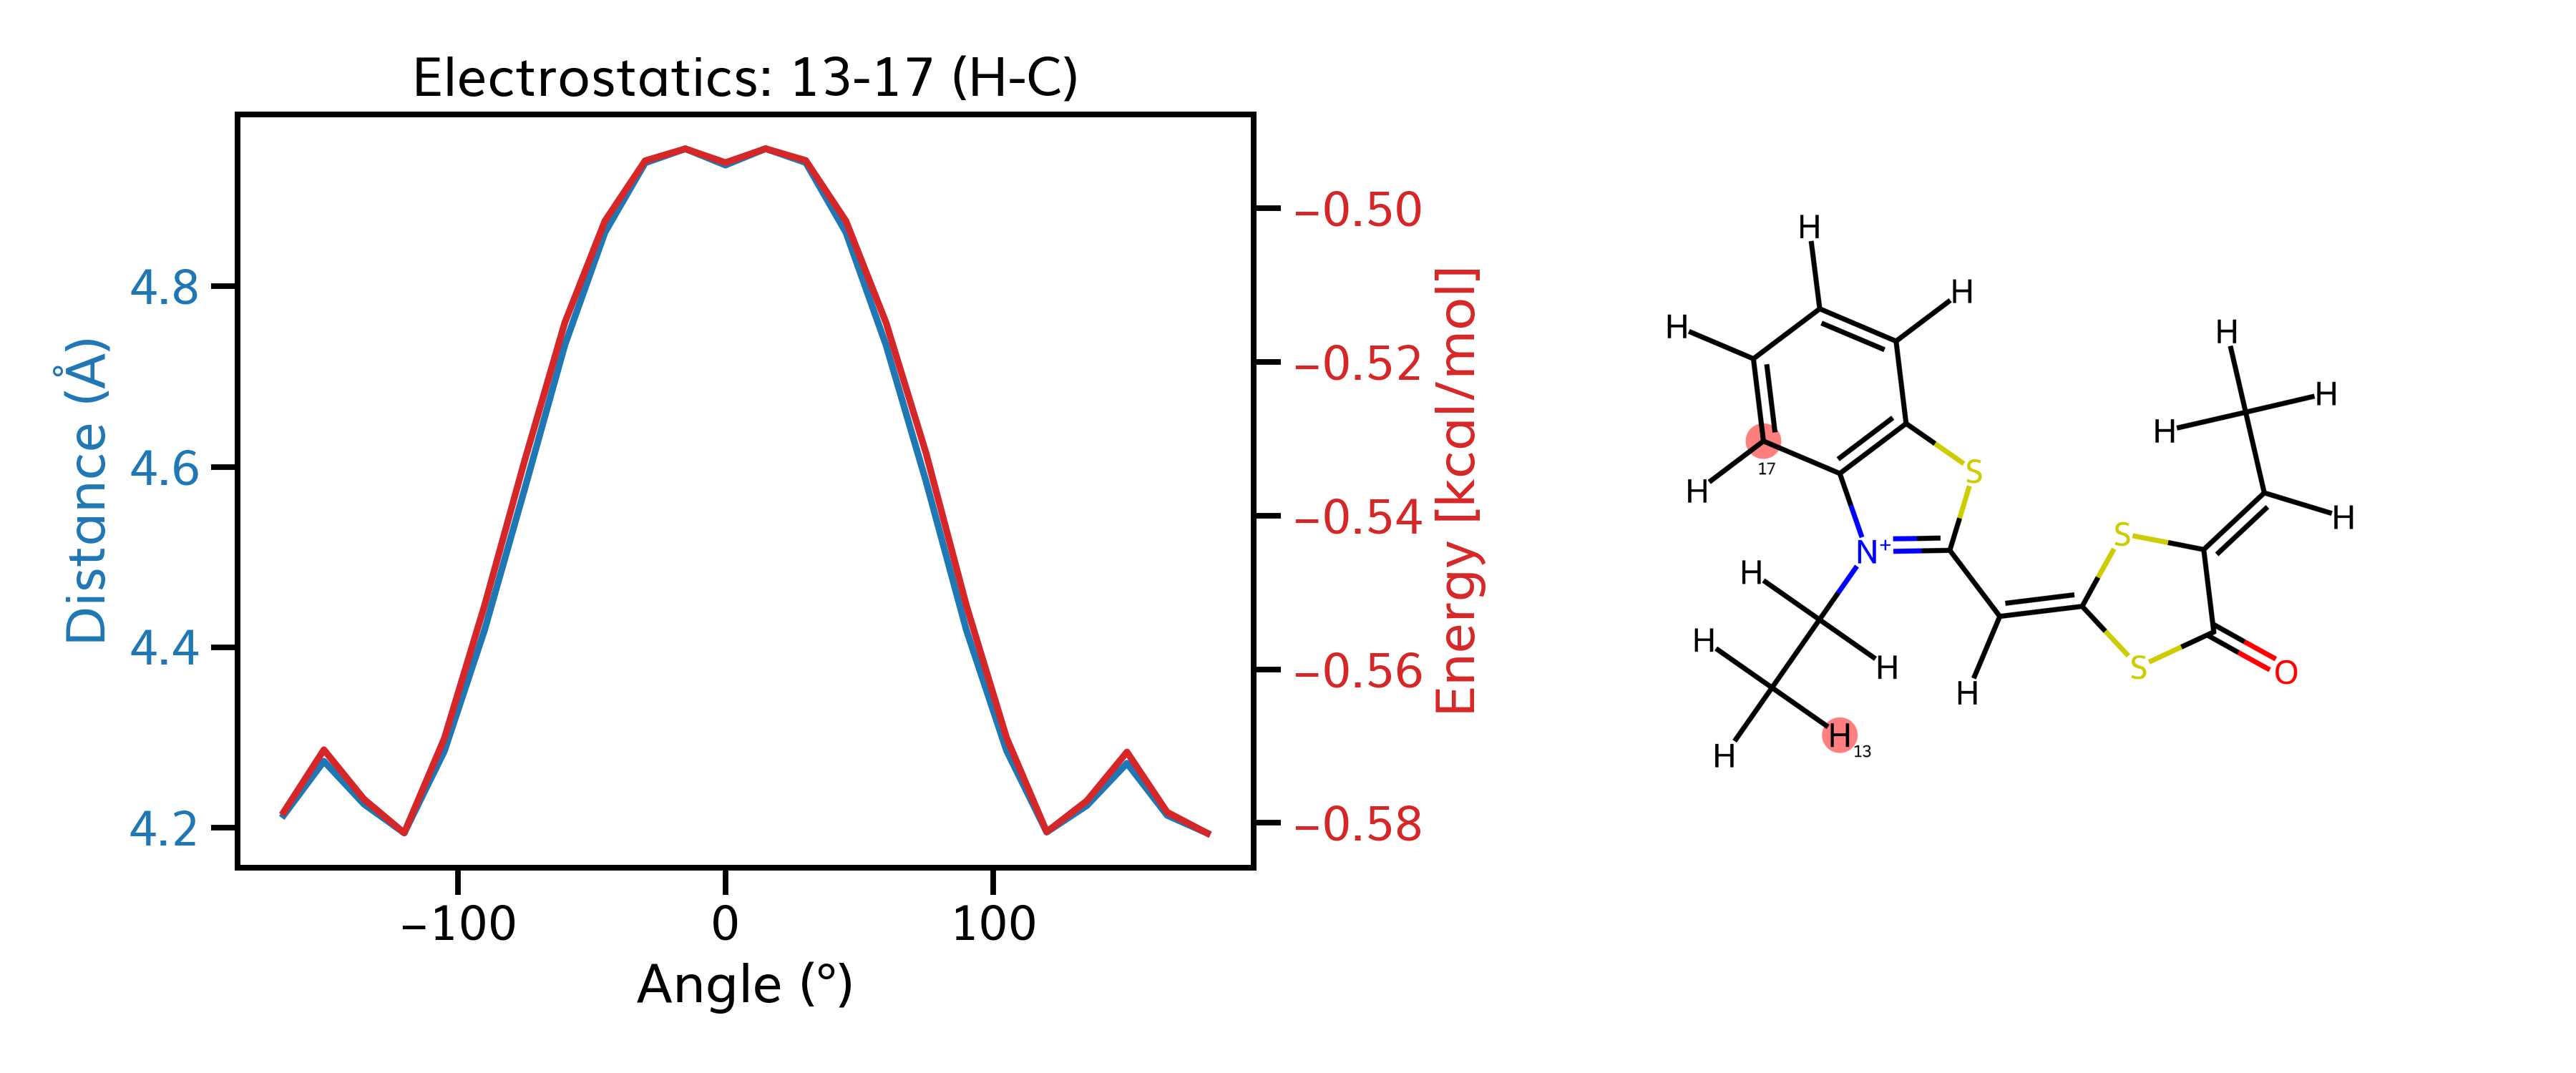 Electrostatics: 13-17 (H-C)
Distance (Å)
4.8
4.6
4.4
4.2
−100
0
100
Angle (°)
−0.50
−0.52
−0.54
−0.56
−0.58
Energy [kcal/mol]
H
H
H
H
H
H
H
17
H
S
H
S
N+
H
H
H
S
O
H
H
H 13
H